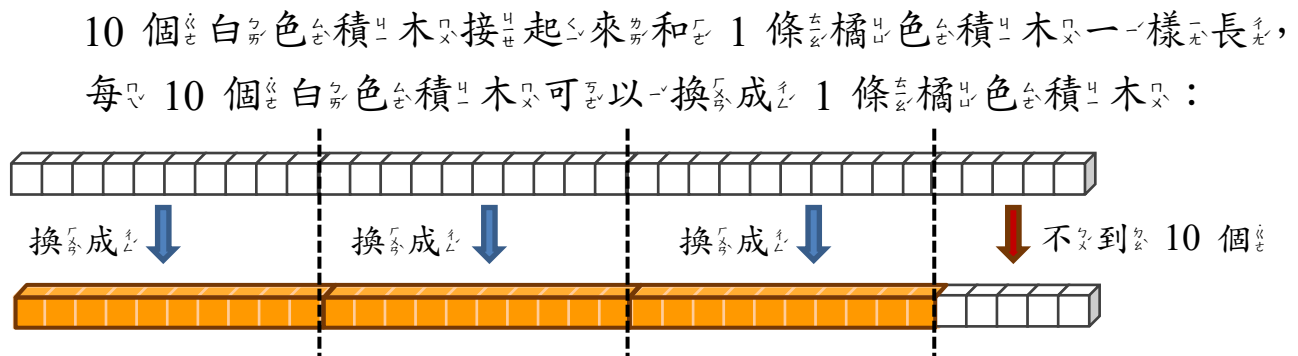 10 個白色積木接起來和 1 條橘色積木一樣長，
每 10 個白色積木可以換成 1 條橘色積木：
換成 換成 換成 不到 10 個